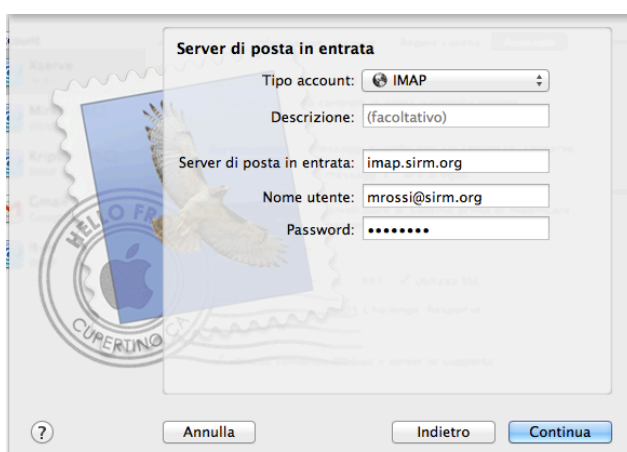 Server di posta in entrata
Tipo account: IMAP
Descrizione: (facoltativo)
Server di posta in entrata: imap.sirm.org
Nome utente: mrossi@sirm.org
Password: ••••••••
HELLO FR
CUPERTINO CA
? Annulla Indietro Continua